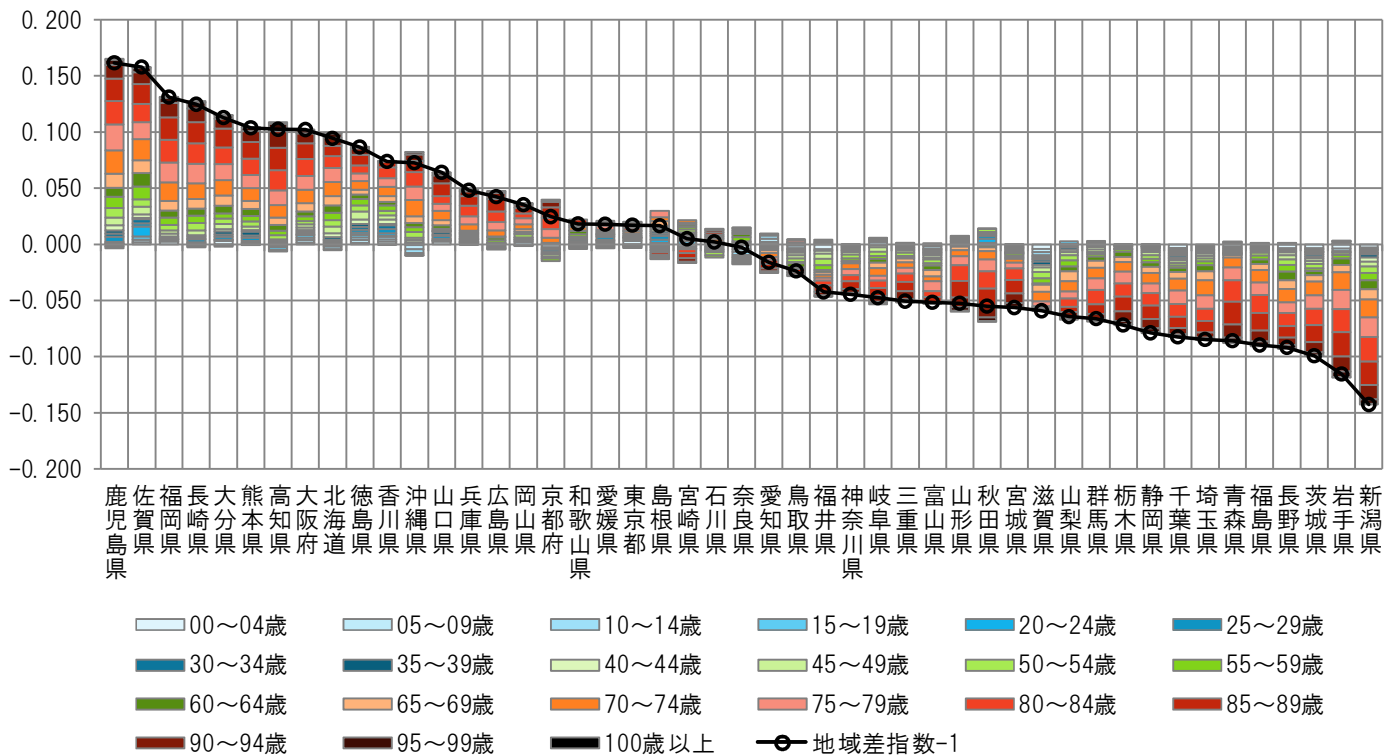 0.200
0.150
0.100
0.050
0.000
-0.050
-0.100
-0.150
-0.200
鹿児島県
佐賀県
福岡県
長崎県
大分県
熊本県
高知県
大阪府
北海道
徳島県
香川県
沖縄県
山口県
兵庫県
広島県
岡山県
京都府
和歌山県
愛媛県
東京都
島根県
宮崎県
石川県
奈良県
愛知県
鳥取県
福井県
神奈川県
岐阜県
三重県
富山県
山形県
秋田県
宮城県
滋賀県
山梨県
群馬県
栃木県
静岡県
千葉県
埼玉県
青森県
福島県
長野県
茨城県
岩手県
新潟県
00～04歳 05～09歳 10～14歳 15～19歳 20～24歳 25～29歳
30～34歳 35～39歳 40～44歳 45～49歳 50～54歳 55～59歳
60～64歳 65～69歳 70～74歳 75～79歳 80～84歳 85～89歳
90～94歳 95～99歳 100歳以上 地域差指数-1